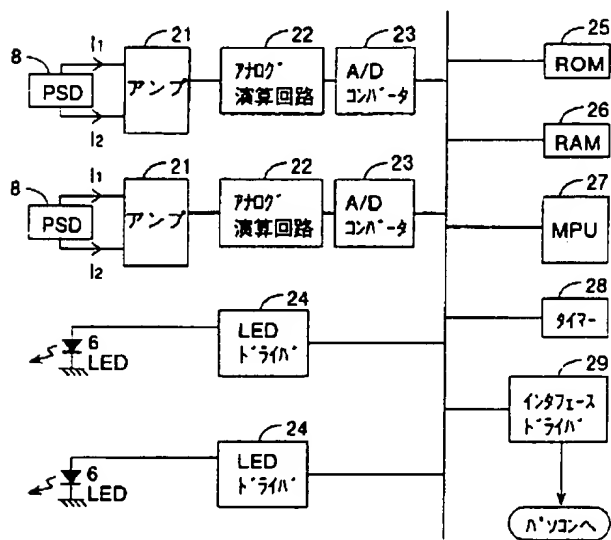 8
PSD
I1
I2
21
アンプ
22
アナログ
演算回路
23
A/D
コンバータ
8
PSD
I1
I2
21
アンプ
22
アナログ
演算回路
23
A/D
コンバータ
6
LED
24
LED
ドライバ
6
LED
24
LED
ドライバ
25
ROM
26
RAM
27
MPU
28
タイマー
29
インタフェース
ドライバ
パソコンへ